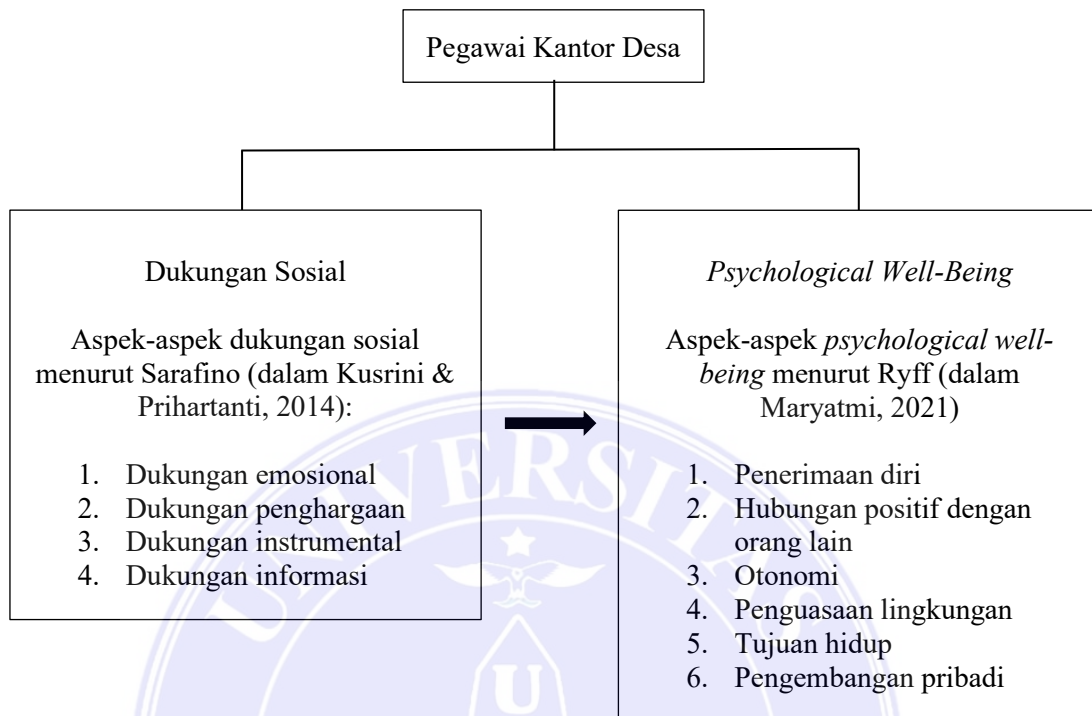 Pegawai Kantor Desa
Dukungan Sosial
Aspek-aspek dukungan sosial
menurut Sarafino (dalam Kusrini &
Prihartanti, 2014):
1. Dukungan emosional
2. Dukungan penghargaan
3. Dukungan instrumental
4. Dukungan informasi
Psychological Well-Being
Aspek-aspek psychological well-
being menurut Ryff (dalam
Maryatmi, 2021)
1. Penerimaan diri
2. Hubungan positif dengan
orang lain
3. Otonomi
4. Penguasaan lingkungan
5. Tujuan hidup
6. Pengembangan pribadi
UNIVERSITAS
U